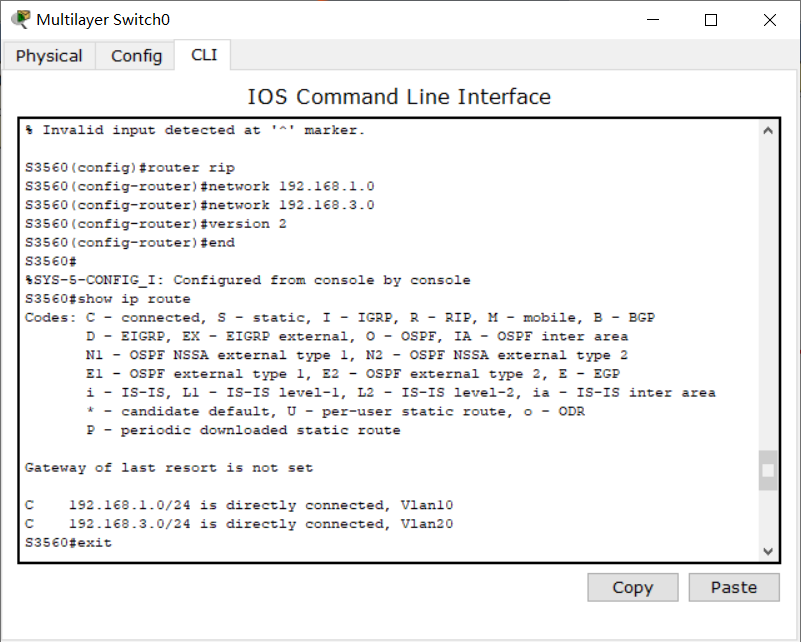 Multilayer Switch0
Physical Config CLI
IOS Command Line Interface
% Invalid input detected at '^' marker.
S3560(config)#router rip
S3560(config-router)#network 192.168.1.0
S3560(config-router)#network 192.168.3.0
S3560(config-router)#version 2
S3560(config-router)#end
S3560#
%SYS-5-CONFIG_I: Configured from console by console
S3560#show ip route
Codes: C - connected, S - static, I - IGRP, R - RIP, M - mobile, B - BGP
D - EIGRP, EX - EIGRP external, O - OSPF, IA - OSPF inter area
N1 - OSPF NSSA external type 1, N2 - OSPF NSSA external type 2
E1 - OSPF external type 1, E2 - OSPF external type 2, E - EGP
i - IS-IS, L1 - IS-IS level-1, L2 - IS-IS level-2, ia - IS-IS inter area
* - candidate default, U - per-user static route, o - ODR
P - periodic downloaded static route
Gateway of last resort is not set
C 192.168.1.0/24 is directly connected, Vlan10
C 192.168.3.0/24 is directly connected, Vlan20
S3560#exit
Copy Paste